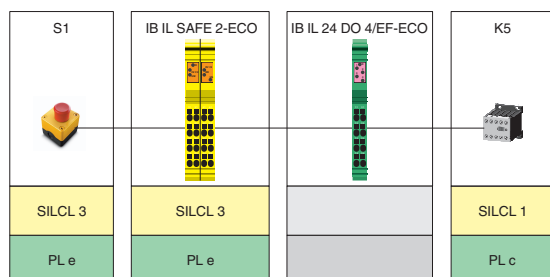 S1
IB IL SAFE 2-ECO
IB IL 24 DO 4/EF-ECO
K5
SILCL 3
SILCL 3
SILCL 1
PL e
PL e
PL c